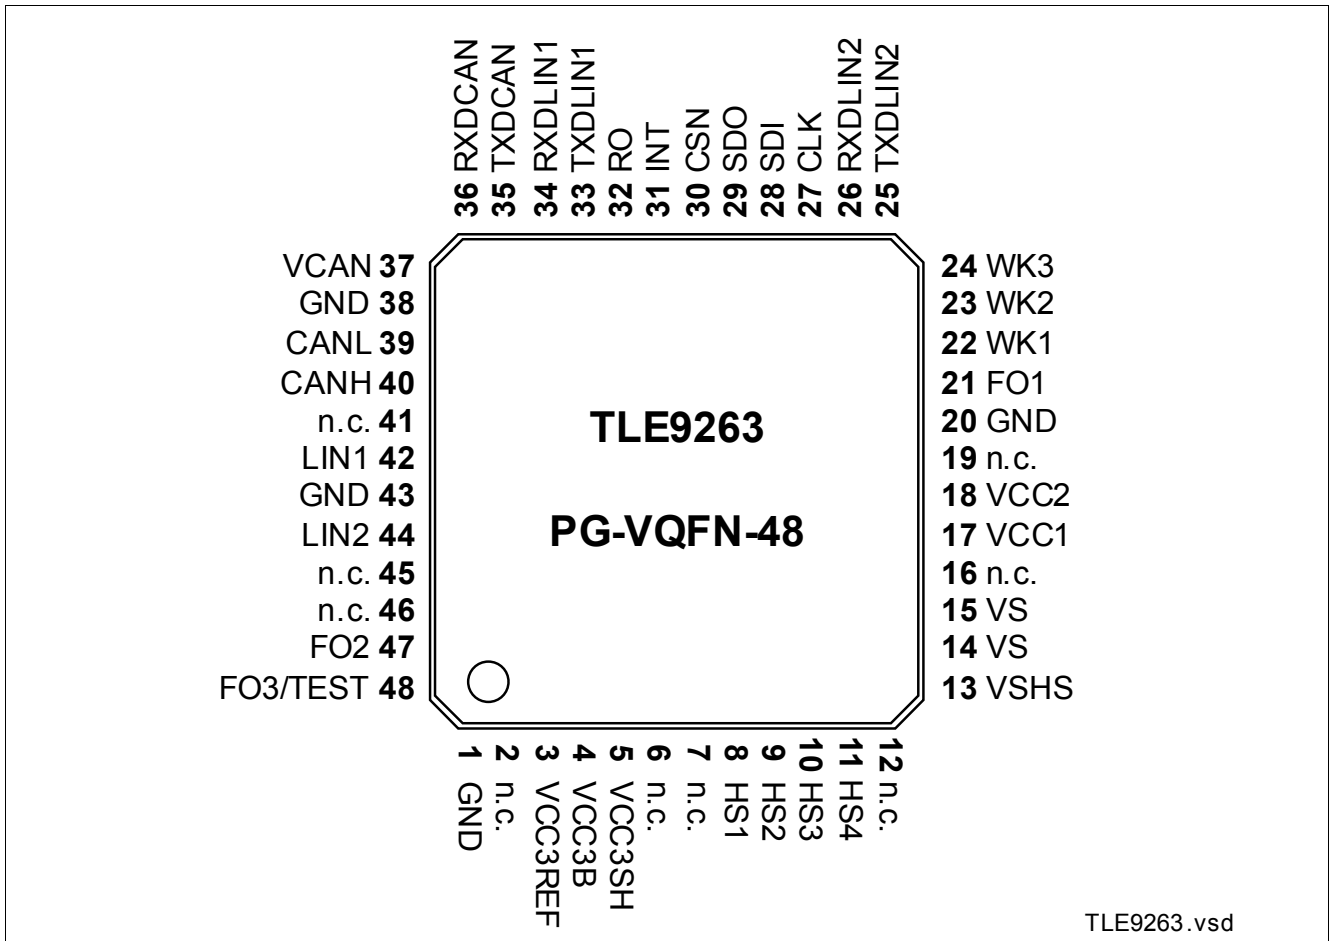 36 RXDCAN
35 TXDCAN
34 RXDLIN1
33 TXDLIN1
32 RO
31 INT
30 CSN
29 SDO
28 SDI
27 CLK
26 RXDLIN2
25 TXDLIN2
VCAN 37
GND 38
CANL 39
CANH 40
n.c. 41
LIN1 42
GND 43
LIN2 44
n.c. 45
n.c. 46
FO2 47
FO3/TEST 48
TLE9263
PG-VQFN-48
24 WK3
23 WK2
22 WK1
21 FO1
20 GND
19 n.c.
18 VCC2
17 VCC1
16 n.c.
15 VS
14 VS
13 VSHS
1 GND
2 n.c.
3 VCC3REF
4 VCC3B
5 VCC3SH
6 n.c.
7 n.c.
8 HS1
9 HS2
10 HS3
11 HS4
12 n.c.
TLE9263.vsd